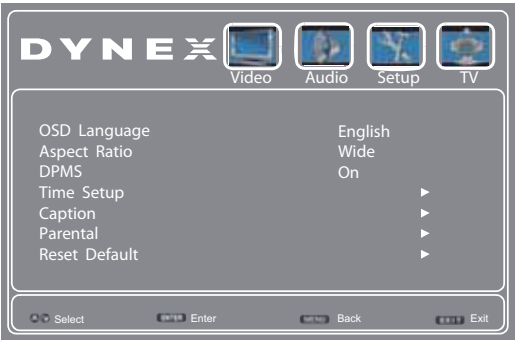 DYNEX
Video Audio Setup TV
OSD Language English
Aspect Ratio Wide
DPMS On
Time Setup
Caption
Parental
Reset Default
Select ENTER Enter MENU Back EXIT Exit